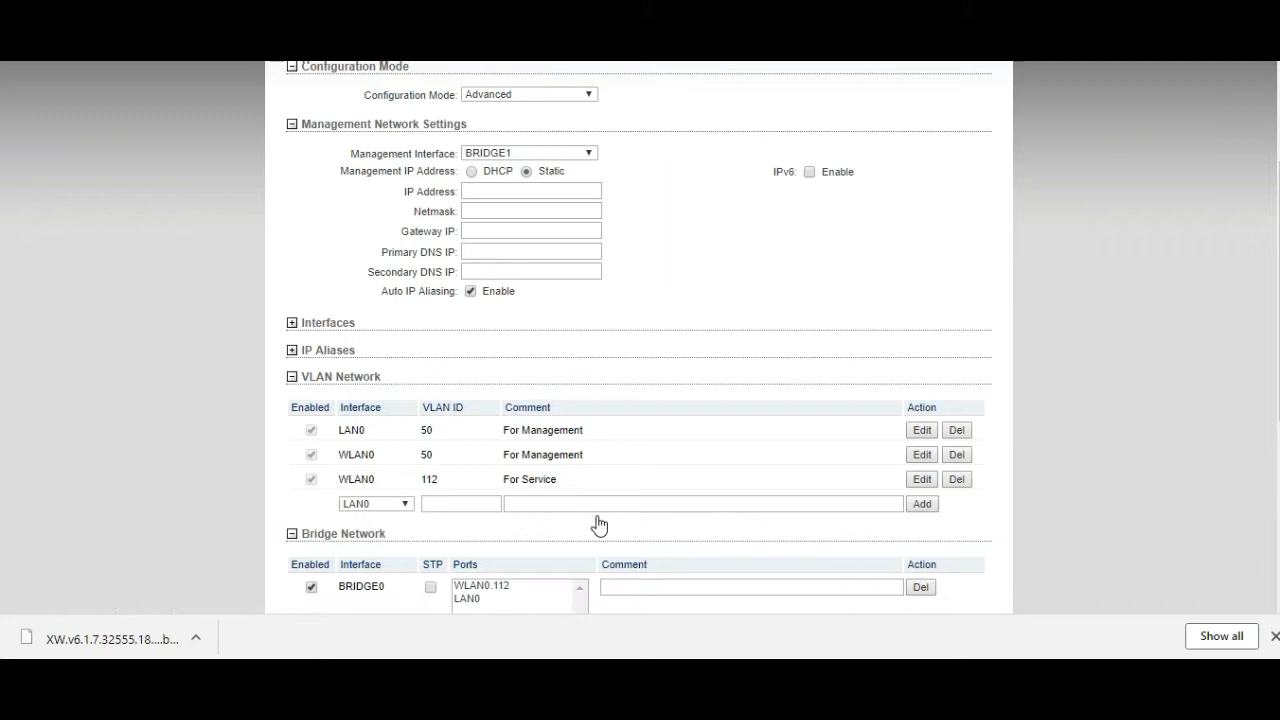 Configuration Mode
Configuration Mode: Advanced
Management Network Settings
Management Interface: BRIDGE1
Management IP Address: DHCP Static IPv6: Enable
IP Address:
Netmask:
Gateway IP:
Primary DNS IP:
Secondary DNS IP:
Auto IP Aliasing: Enable
Interfaces
IP Aliases
VLAN Network
Enabled Interface VLAN ID Comment Action
LAN0 50 For Management Edit Del
WLAN0 50 For Management Edit Del
WLAN0 112 For Service Edit Del
LAN0 Add
Bridge Network
Enabled Interface STP Ports Comment Action
BRIDGE0 WLAN0.112 Del
LAN0
XW.v6.1.7.32555.18....b... Show all